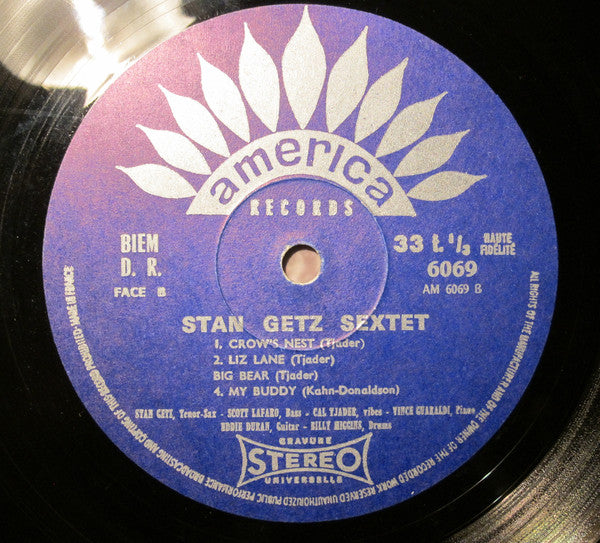 america
RECORDS
BIEM
D. R.
FACE B
33 t. 1/3 HAUTE FIDÉLITÉ
6069
AM 6069 B
STAN GETZ SEXTET
1. CROW'S NEST (Tjader)
2. LIZ LANE (Tjader)
BIG BEAR (Tjader)
4. MY BUDDY (Kahn-Donaldson)
STAN GETZ, Tenor-Sax - SCOTT LAFARO, Bass - CAL TJADER, vibes - VINCE GUARALDI, Piano
EDDIE DURAN, Guitar - BILLY HIGGINS, Drums
GRAVURE
STEREO
UNIVERSELLE
ALL RIGHTS OF THE MANUFACTURER AND OF THE OWNER OF THE RECORDED WORK RESERVED UNAUTHORIZED PUBLIC PERFORMANCE BROADCASTING AND COPYING OF THIS RECORD PROHIBITED - MADE IN FRANCE